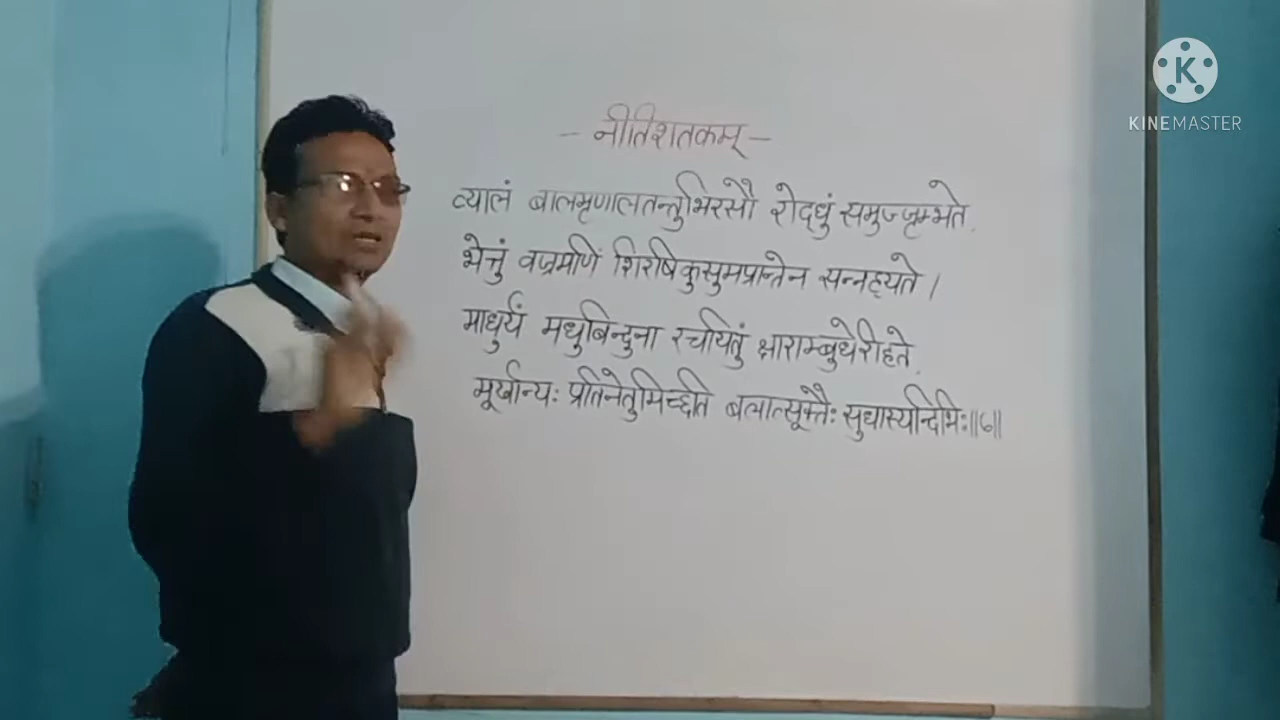 - नीतिशतकम् -
व्यालं बालमृणालतन्तुभिरसौ रोद्धुं समुज्जृम्भते,
भेत्तुं वज्रमणिं शिरीषकुसुमप्रान्तेन सन्नह्यते ।
माधुर्यं मधुबिन्दुना रचयितुं क्षाराम्बुधेरीहते,
मूर्खान्यः प्रतिनेतुमिच्छति बलात्सूक्तैः सुधास्यन्दिभिः॥७॥
K
KINEMASTER